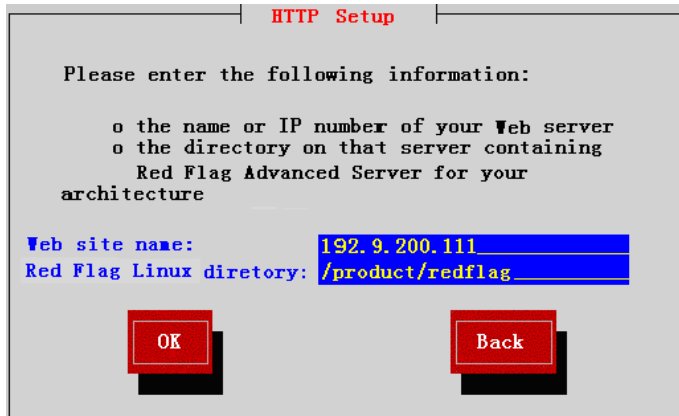 HTTP Setup
Please enter the following information:
o the name or IP number of your Web server
o the directory on that server containing
Red Flag Advanced Server for your
architecture
Web site name: 192.9.200.111
Red Flag Linux diretory: /product/redflag
OK Back